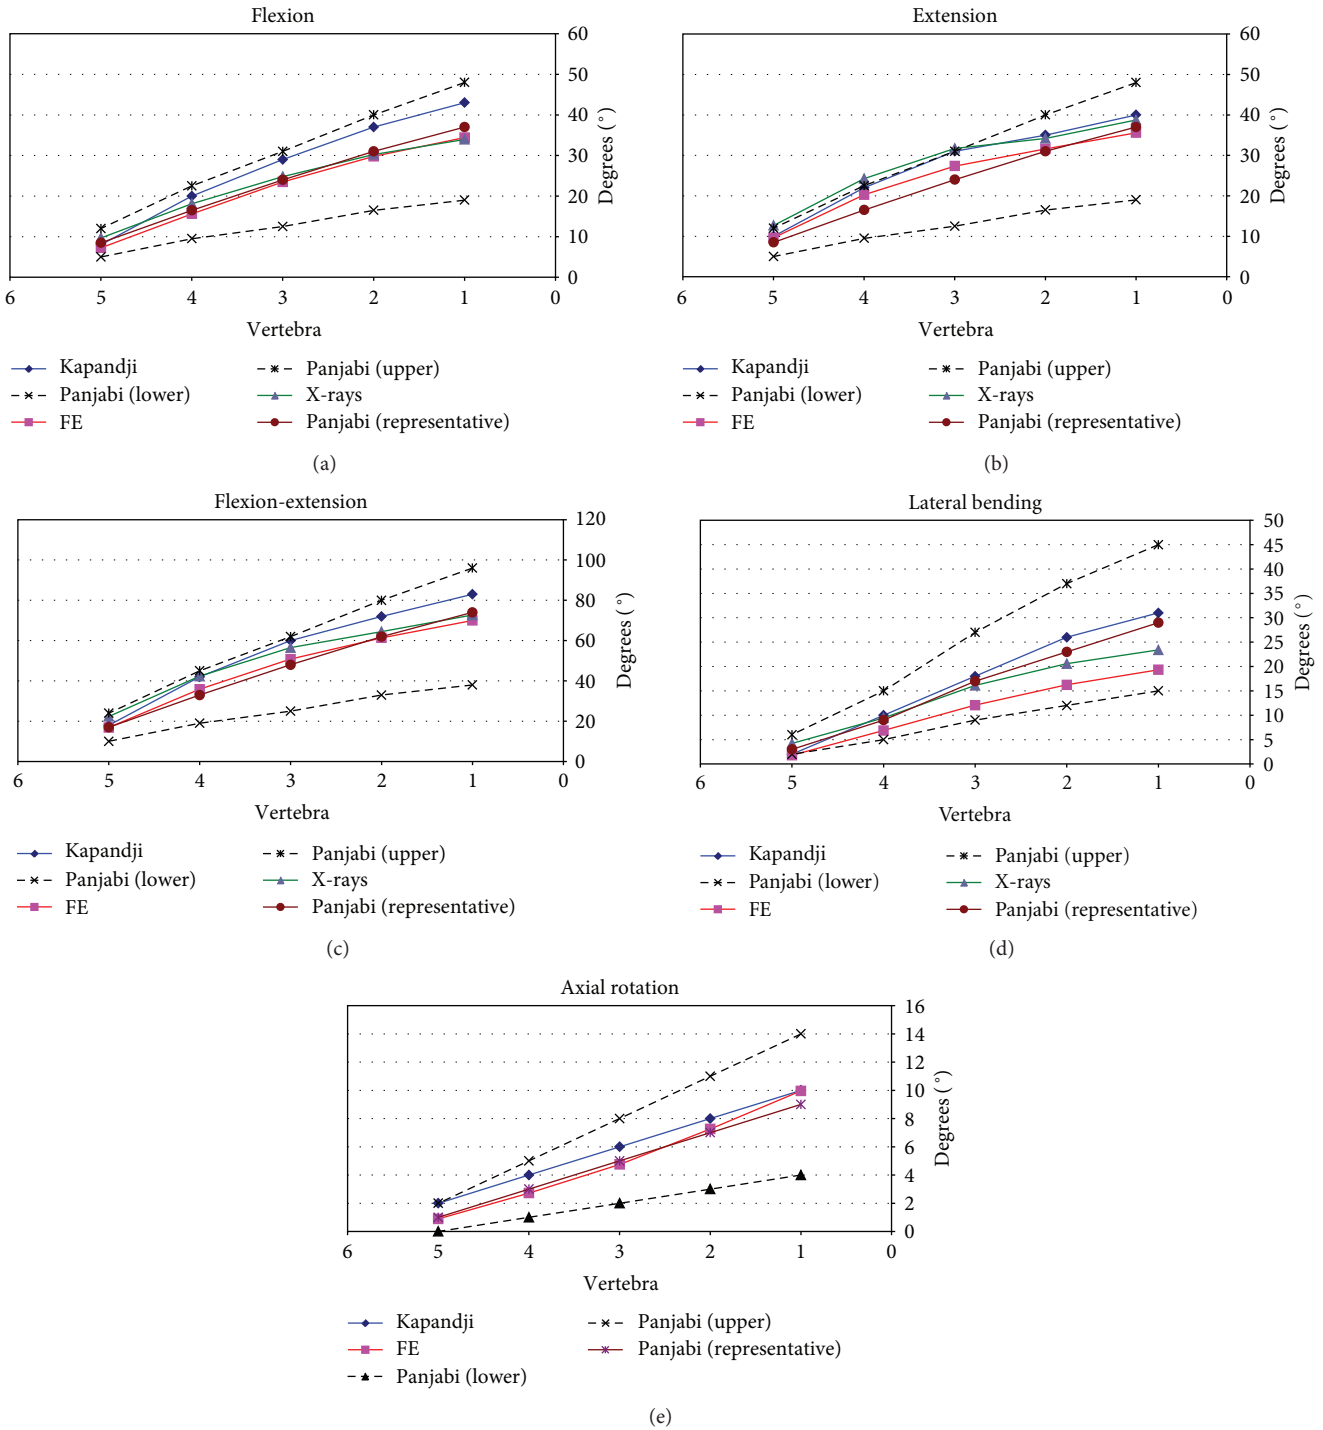 Flexion
60
50
40
30
20
10
0
Degrees (°)
6 5 4 3 2 1 0
Vertebra
Kapandji
Panjabi (lower)
FE
Panjabi (upper)
X-rays
Panjabi (representative)
(a)
Extension
60
50
40
30
20
10
0
Degrees (°)
6 5 4 3 2 1 0
Vertebra
Kapandji
Panjabi (lower)
FE
Panjabi (upper)
X-rays
Panjabi (representative)
(b)
Flexion-extension
120
100
80
60
40
20
0
Degrees (°)
6 5 4 3 2 1 0
Vertebra
Kapandji
Panjabi (lower)
FE
Panjabi (upper)
X-rays
Panjabi (representative)
(c)
Lateral bending
50
45
40
35
30
25
20
15
10
5
0
Degrees (°)
6 5 4 3 2 1 0
Vertebra
Kapandji
Panjabi (lower)
FE
Panjabi (upper)
X-rays
Panjabi (representative)
(d)
Axial rotation
16
14
12
10
8
6
4
2
0
Degrees (°)
6 5 4 3 2 1 0
Vertebra
Kapandji
FE
Panjabi (lower)
Panjabi (upper)
Panjabi (representative)
(e)